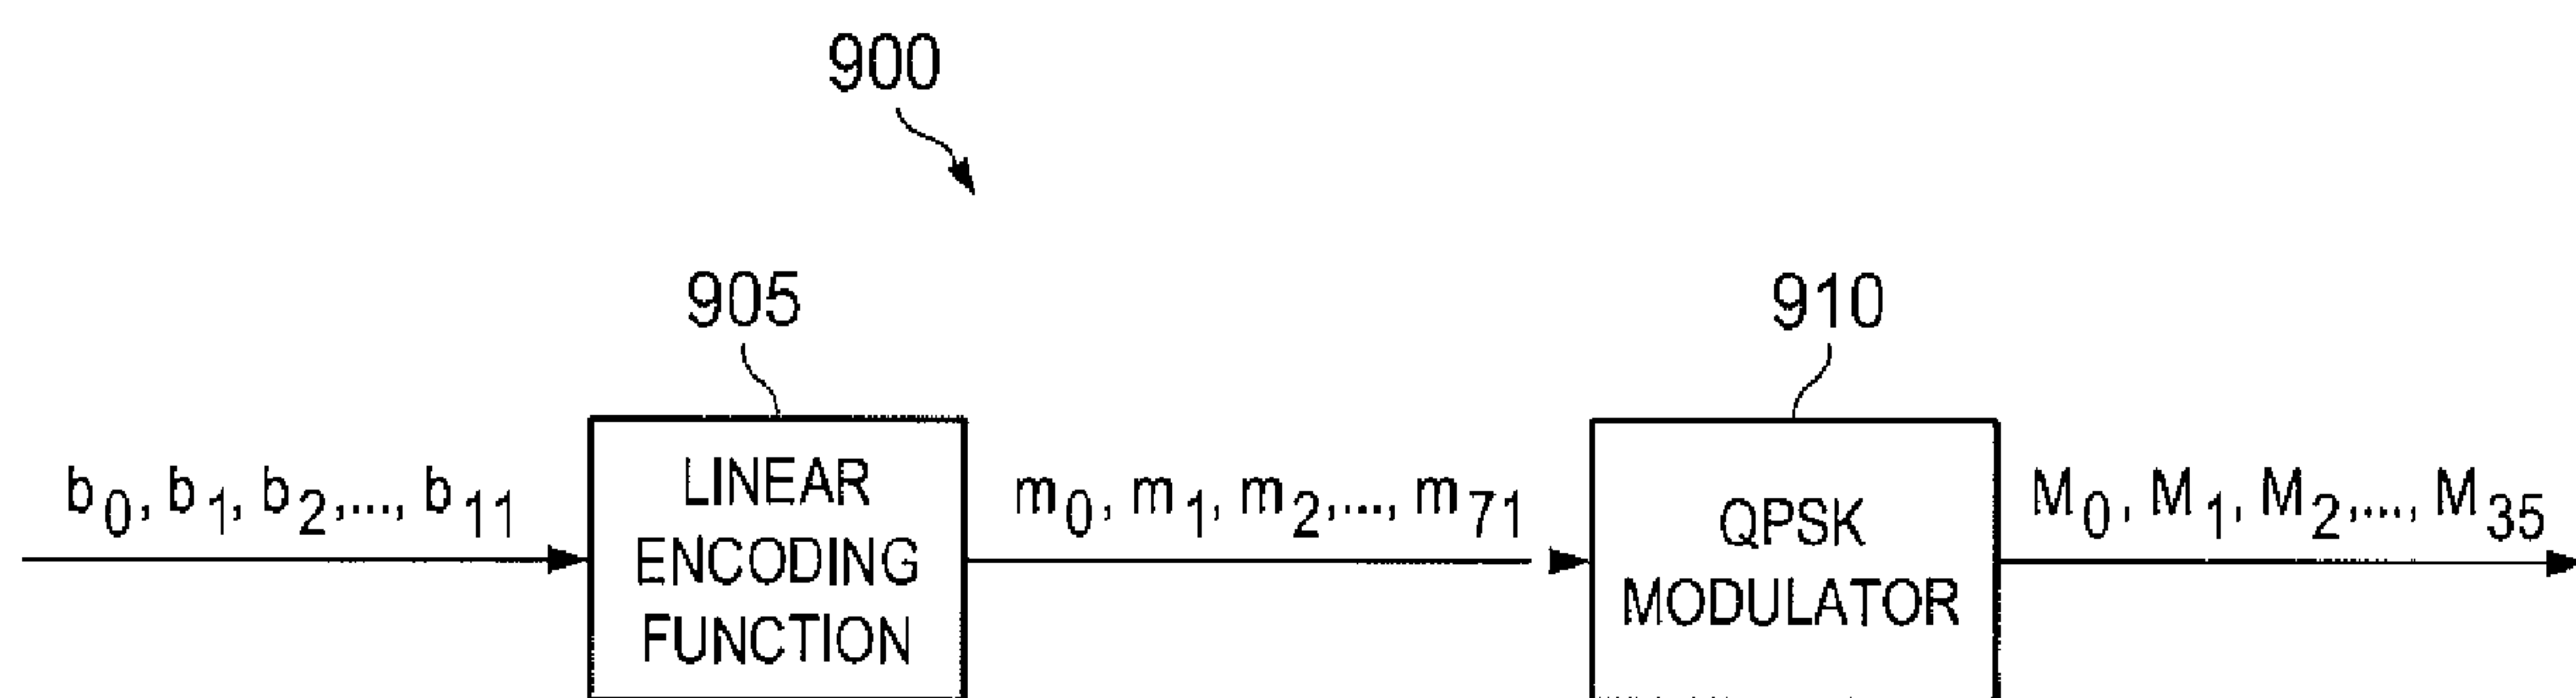 900
905
910
b0, b1, b2,..., b11
LINEAR
ENCODING
FUNCTION
m0, m1, m2,..., m71
QPSK
MODULATOR
M0, M1, M2,..., M35